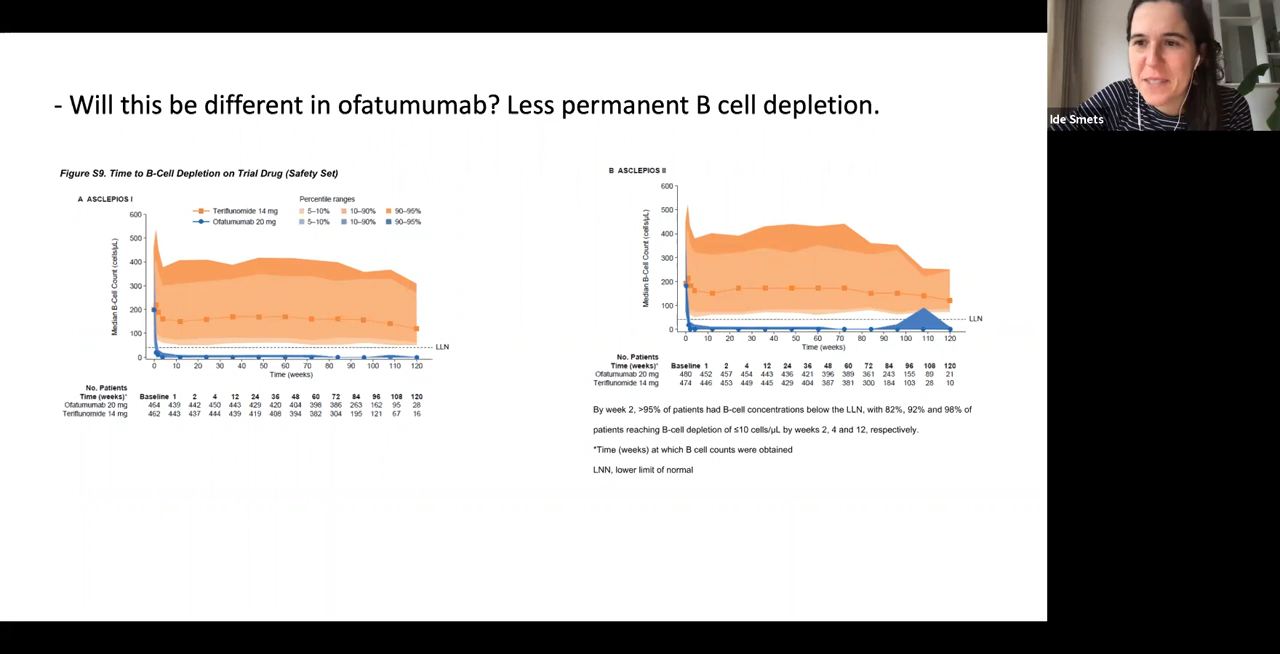 - Will this be different in ofatumumab? Less permanent B cell depletion.
Ide Smets
Figure S9. Time to B-Cell Depletion on Trial Drug (Safety Set)
A ASCLEPIOS I
Teriflunomide 14 mg
Ofatumumab 20 mg
Percentile ranges
5–10% 10–90% 90–95%
5–10% 10–90% 90–95%
Median B-Cell Count (cells/µL)
600
500
400
300
200
100
0
LLN
0 10 20 30 40 50 60 70 80 90 100 110 120
Time (weeks)
No. Patients
Time (weeks)* Baseline 1 2 4 12 24 36 48 60 72 84 96 108 120
Ofatumumab 20 mg 464 439 442 450 443 429 420 404 398 386 263 162 95 28
Teriflunomide 14 mg 462 443 437 444 439 419 408 394 382 304 195 121 67 16
B ASCLEPIOS II
Median B-Cell Count (cells/µL)
600
500
400
300
200
100
0
LLN
0 10 20 30 40 50 60 70 80 90 100 110 120
Time (weeks)
No. Patients
Time (weeks)* Baseline 1 2 4 12 24 36 48 60 72 84 96 108 120
Ofatumumab 20 mg 480 452 457 454 443 436 421 396 389 361 243 155 89 21
Teriflunomide 14 mg 474 446 453 449 445 429 404 387 381 300 184 103 28 10
By week 2, >95% of patients had B-cell concentrations below the LLN, with 82%, 92% and 98% of
patients reaching B-cell depletion of ≤10 cells/µL by weeks 2, 4 and 12, respectively.
*Time (weeks) at which B cell counts were obtained
LNN, lower limit of normal